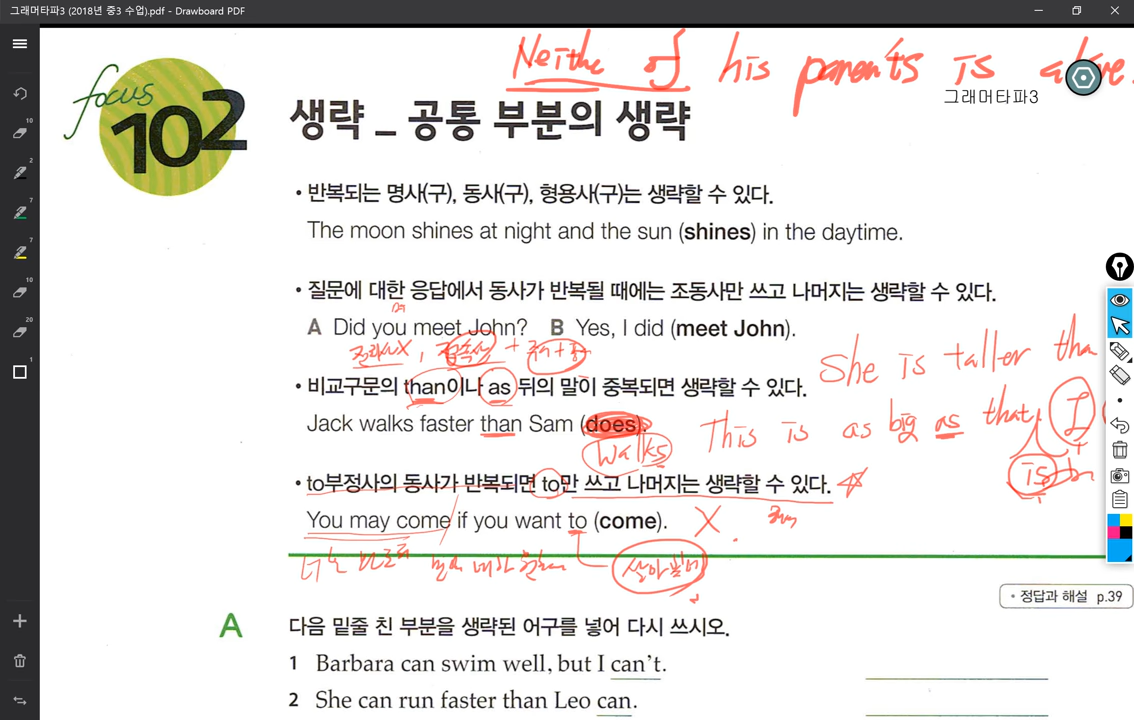 그래머타파3 (2018년 중3 수업).pdf - Drawboard PDF
Neithe of his parents is alive.
그래머타파3
focus
102
생략 _ 공통 부분의 생략
• 반복되는 명사(구), 동사(구), 형용사(구)는 생략할 수 있다.
The moon shines at night and the sun (shines) in the daytime.
• 질문에 대한 응답에서 동사가 반복될 때에는 조동사만 쓰고 나머지는 생략할 수 있다.
A Did you meet John? B Yes, I did (meet John).
전치사X, 접속사 + 주어+동
She is taller tha
• 비교구문의 than이나 as 뒤의 말이 중복되면 생략할 수 있다.
Jack walks faster than Sam (does).
walks
This is as big as that. I
is
• to부정사의 동사가 반복되면 to만 쓰고 나머지는 생략할 수 있다.
You may come if you want to (come). X
• 정답과 해설 p.39
A 다음 밑줄 친 부분을 생략된 어구를 넣어 다시 쓰시오.
1 Barbara can swim well, but I can't.
2 She can run faster than Leo can.